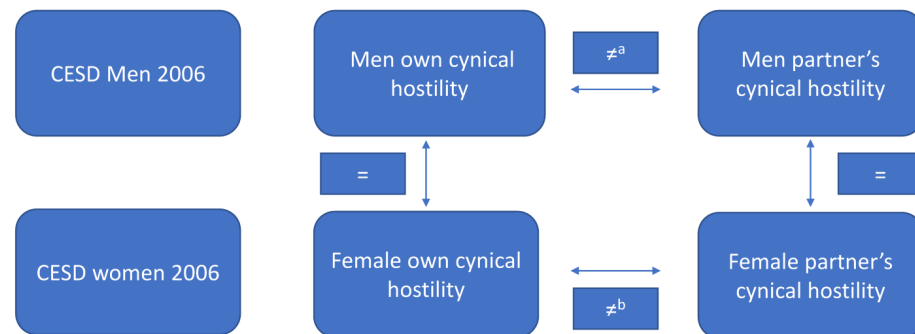 CESD Men 2006
Men own cynical
hostility
≠ᵃ
Men partner's
cynical hostility
=
=
CESD women 2006
Female own cynical
hostility
≠ᵇ
Female partner's
cynical hostility